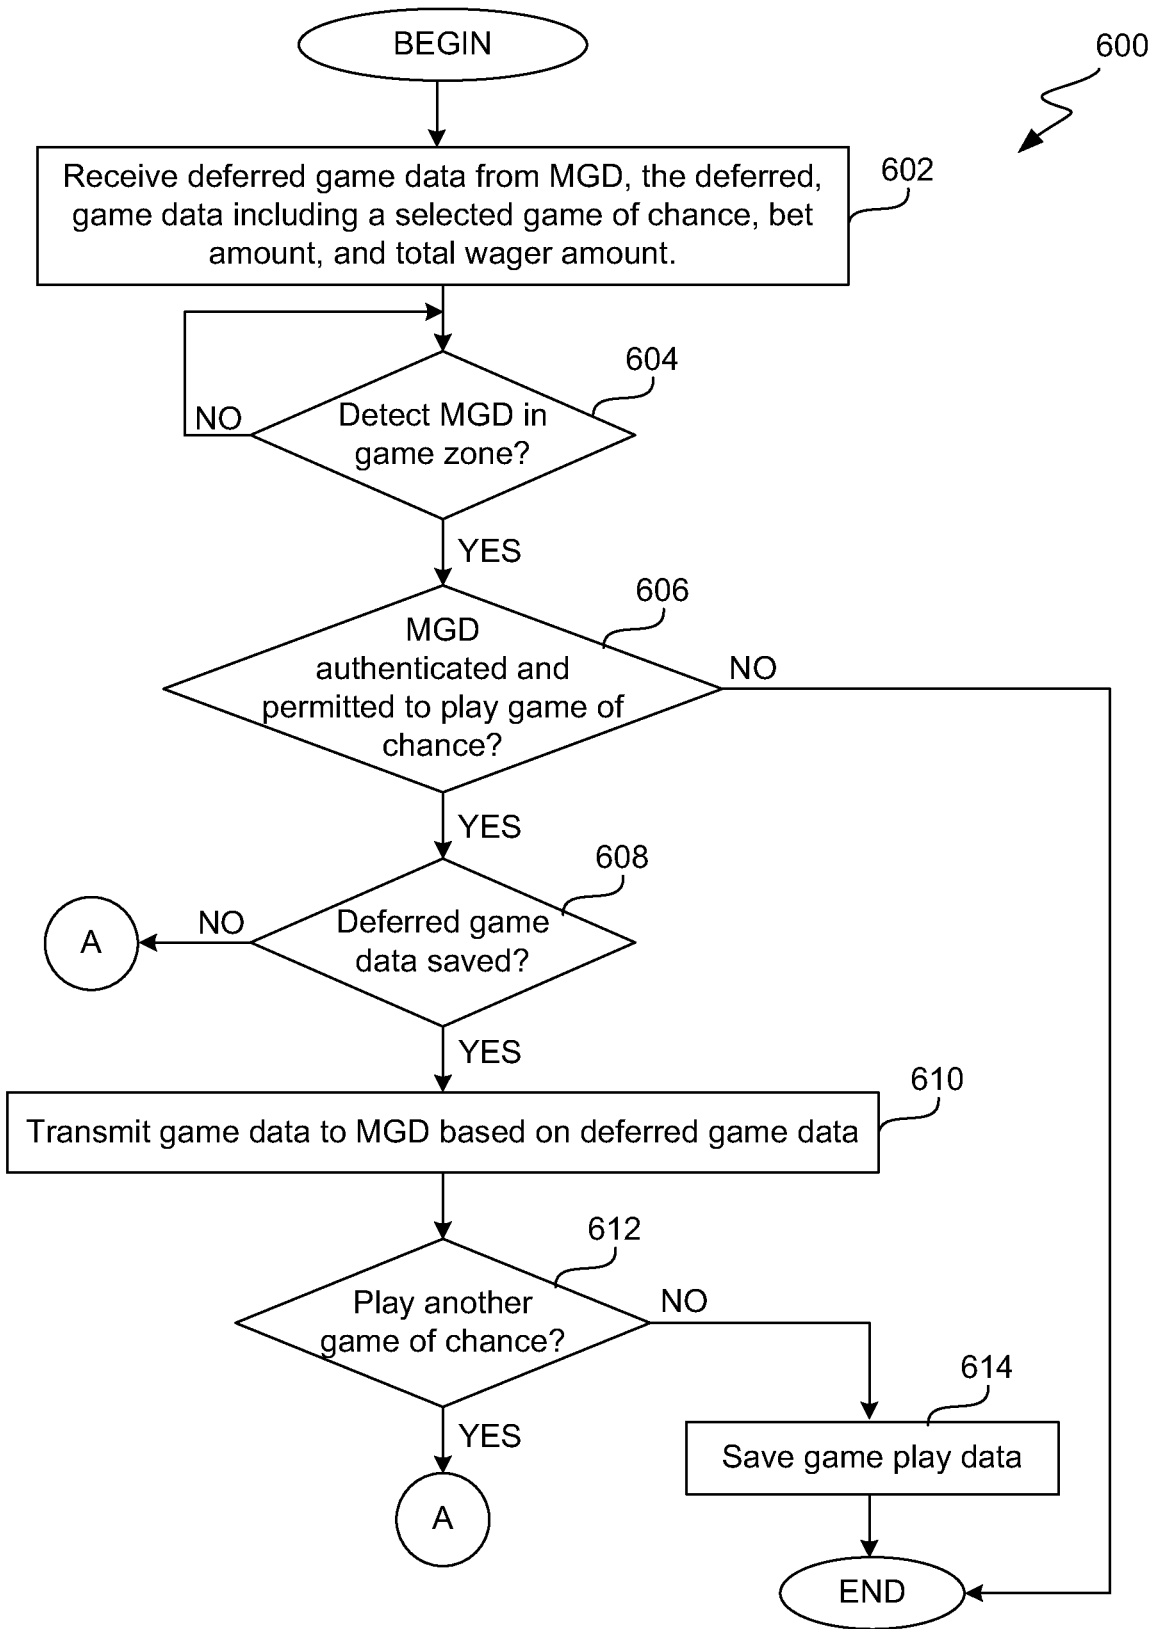 BEGIN
600
Receive deferred game data from MGD, the deferred,
game data including a selected game of chance, bet
amount, and total wager amount.
602
604
Detect MGD in
game zone?
NO
YES
606
MGD
authenticated and
permitted to play game of
chance?
NO
YES
608
Deferred game
data saved?
NO
A
YES
610
Transmit game data to MGD based on deferred game data
612
Play another
game of chance?
NO
YES
A
614
Save game play data
END